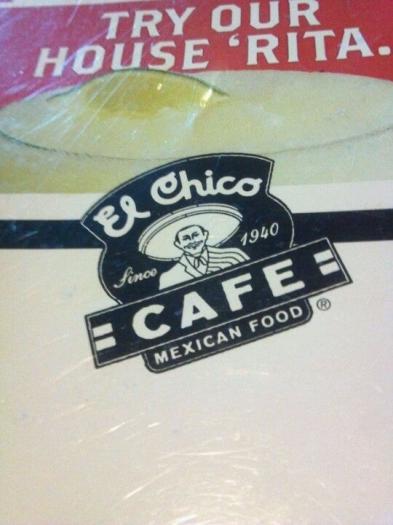 TRY OUR
HOUSE 'RITA.
El Chico
Since 1940
CAFE
MEXICAN FOOD ®